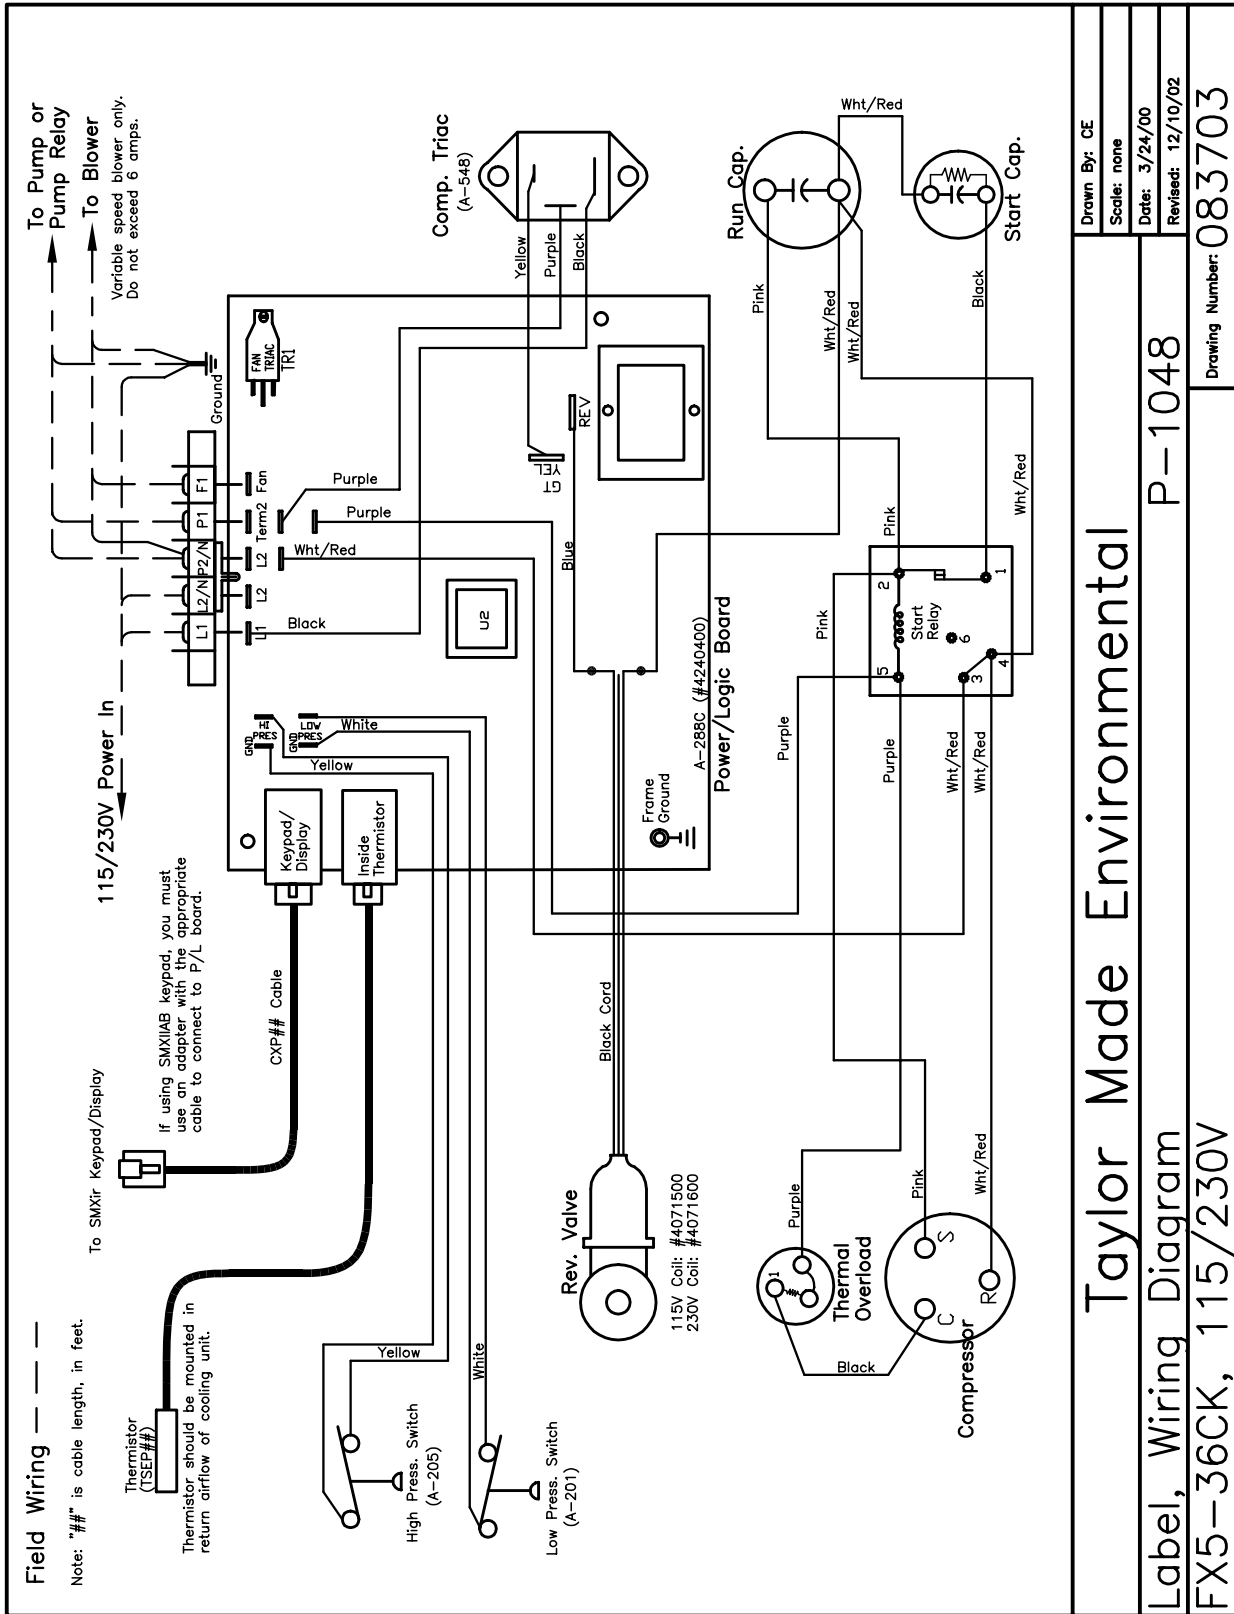 Field Wiring
Note: "##" is cable length, in feet.
Thermistor
(TSEP##)
Thermistor should be mounted in
return airflow of cooling unit.
To SMXir Keypad/Display
If using SMXIIAB keypad, you must
use an adapter with the appropriate
cable to connect to P/L board.
CXP## Cable
115/230V Power In
To Pump or
Pump Relay
To Blower
Variable speed blower only.
Do not exceed 6 amps.
Ground
L1
L2/N
P2/N
P1
F1
L1
L2
L2
Term2
Fan
FAN
TRIAC
TR1
Black
Wht/Red
Purple
Purple
Keypad/
Display
Inside
Thermistor
GND
HI
PRES
GND
LOW
PRES
Yellow
White
U2
GT
YEL
REV
Blue
Frame
Ground
A-288C (#4240400)
Power/Logic Board
Comp. Triac
(A-548)
Yellow
Purple
Black
High Press. Switch
(A-205)
Yellow
Low Press. Switch
(A-201)
White
Rev. Valve
115V Coil: #4071500
230V Coil: #4071600
Black Cord
Run Cap.
Wht/Red
Start Cap.
Pink
Wht/Red
Wht/Red
Black
Pink
Wht/Red
Pink
Purple
Purple
Wht/Red
Wht/Red
Start
Relay
5
2
6
3
4
1
Purple
Thermal
Overload
1
Black
Pink
Wht/Red
Compressor
C
S
R
Taylor Made Environmental
Drawn By: CE
Scale: none
Date: 3/24/00
Revised: 12/10/02
Label, Wiring Diagram
P-1048
FX5-36CK, 115/230V
Drawing Number: 083703